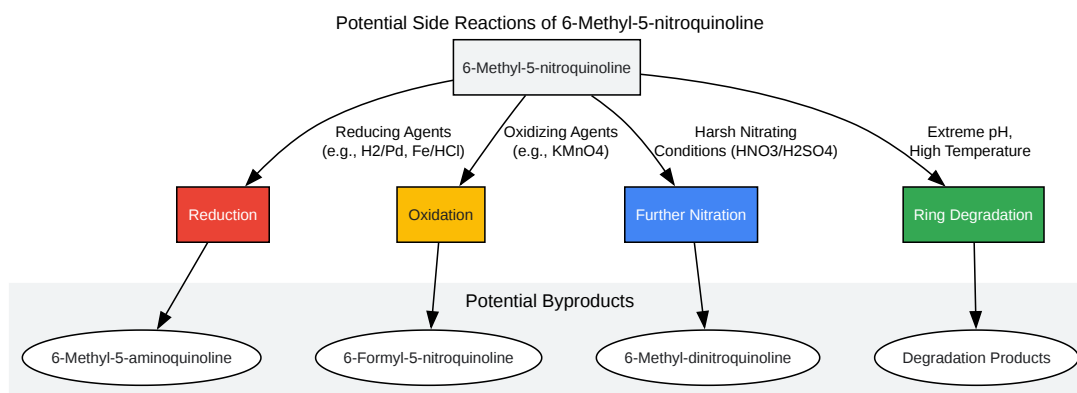 Potential Side Reactions of 6-Methyl-5-nitroquinoline
6-Methyl-5-nitroquinoline
Reducing Agents
(e.g., H2/Pd, Fe/HCl)
Oxidizing Agents
(e.g., KMnO4)
Harsh Nitrating
Conditions (HNO3/H2SO4)
Extreme pH,
High Temperature
Reduction
Oxidation
Further Nitration
Ring Degradation
Potential Byproducts
6-Methyl-5-aminoquinoline
6-Formyl-5-nitroquinoline
6-Methyl-dinitroquinoline
Degradation Products